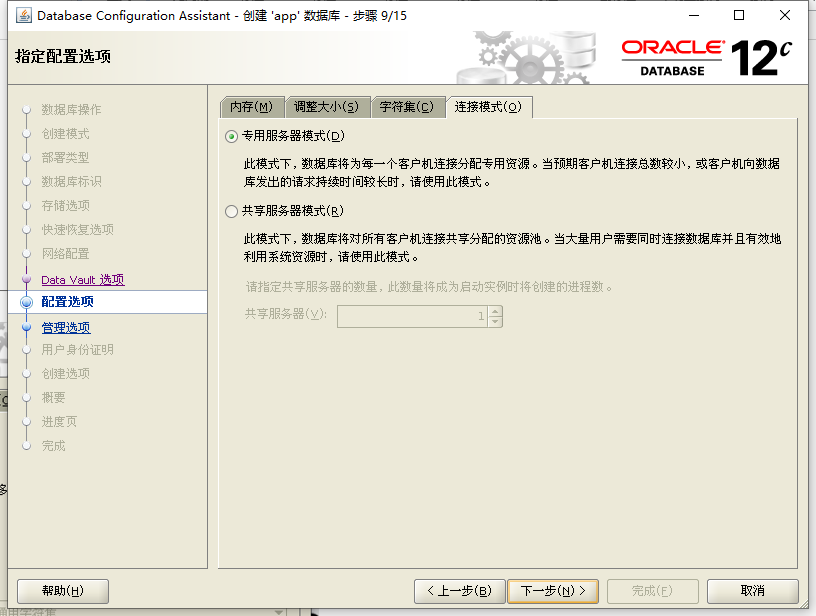 Database Configuration Assistant - 创建 'app' 数据库 - 步骤 9/15
指定配置选项
ORACLE
DATABASE
12c
数据库操作
创建模式
部署类型
数据库标识
存储选项
快速恢复选项
网络配置
Data Vault 选项
配置选项
管理选项
用户身份证明
创建选项
概要
进度页
完成
内存(M) 调整大小(S) 字符集(C) 连接模式(O)
专用服务器模式(D)
此模式下, 数据库将为每一个客户机连接分配专用资源。当预期客户机连接总数较小, 或客户机向数据
库发出的请求持续时间较长时, 请使用此模式。
共享服务器模式(R)
此模式下, 数据库将对所有客户机连接共享分配的资源池。当大量用户需要同时连接数据库并且有效地
利用系统资源时, 请使用此模式。
请指定共享服务器的数量, 此数量将成为启动实例时将创建的进程数。
共享服务器(V): 1
帮助(H) < 上一步(B) 下一步(N) > 完成(F) 取消